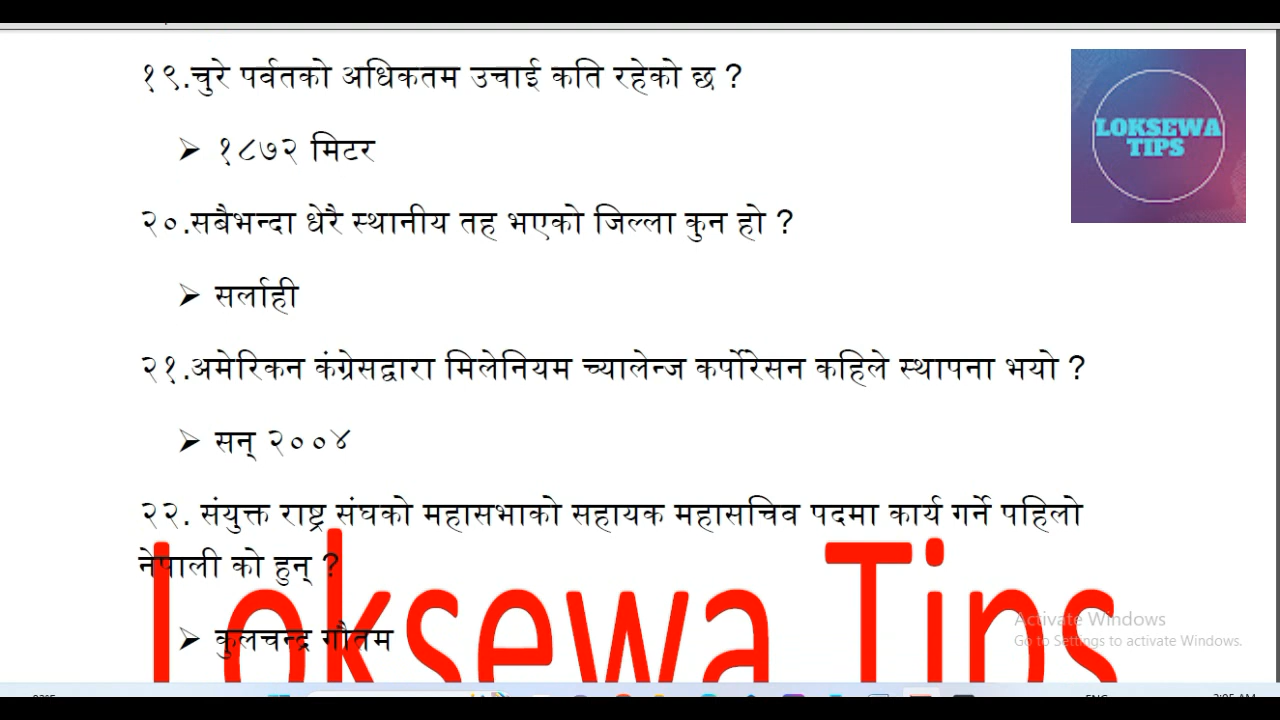 १९.चुरे पर्वतको अधिकतम उचाई कति रहेको छ ?
LOKSEWA
TIPS
➤ १८७२ मिटर
२०.सबैभन्दा धेरै स्थानीय तह भएको जिल्ला कुन हो ?
➤ सर्लाही
२१.अमेरिकन कंग्रेसद्वारा मिलेनियम च्यालेन्ज कर्पोरेसन कहिले स्थापना भयो ?
➤ सन् २००४
२२. संयुक्त राष्ट्र संघको महासभाको सहायक महासचिव पदमा कार्य गर्ने पहिलो
नेपाली को हुन् ?
➤ कुलचन्द्र गौतम
Loksewa Tips
Activate Windows
Go to Settings to activate Windows.